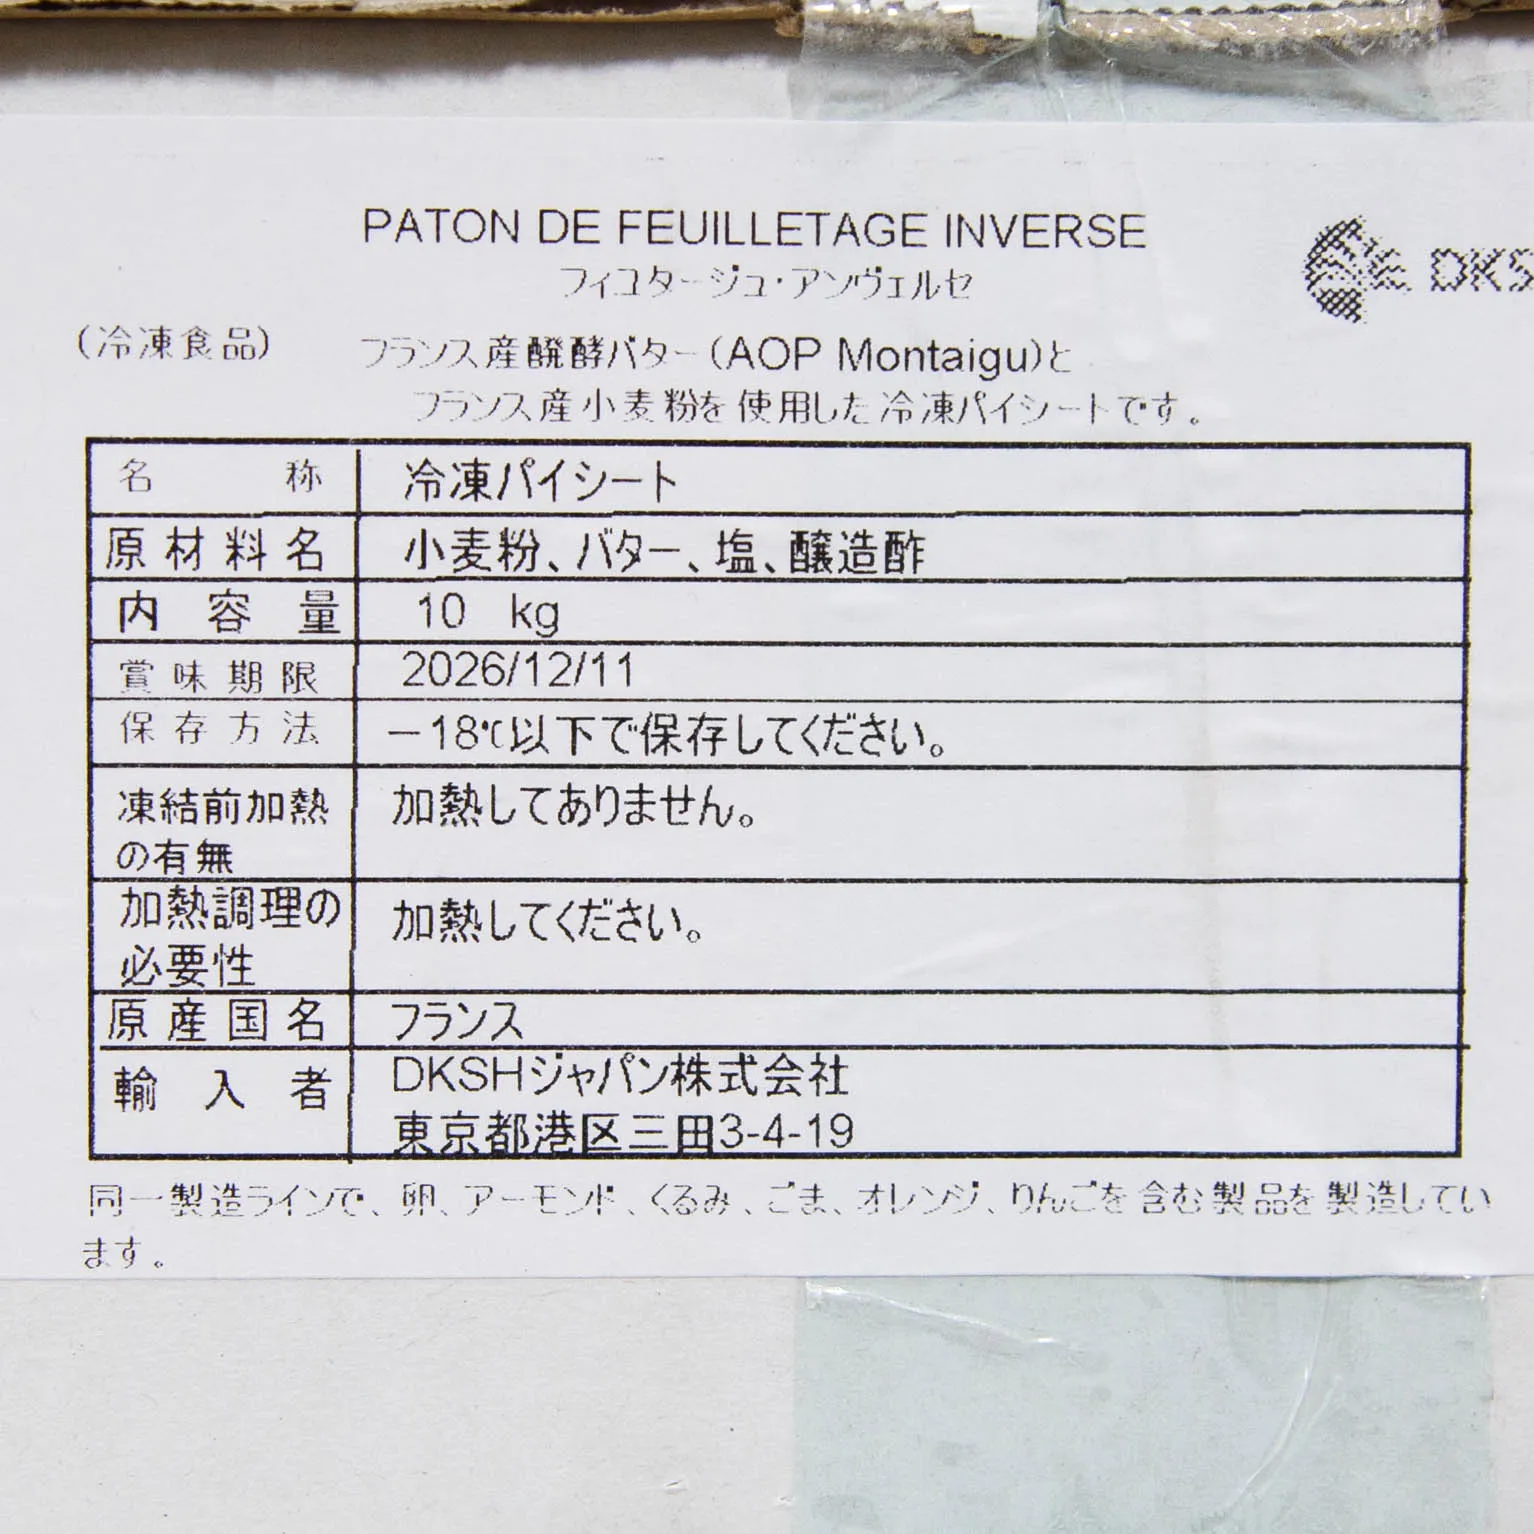 PATON DE FEUILLETAGE INVERSE
フィユタージュ・アンヴェルセ
DKS
(冷凍食品)
フランス産醗酵バター(AOP Montaigu)と
フランス産小麦粉を使用した冷凍パイシートです。
名称 冷凍パイシート
原材料名 小麦粉、バター、塩、醸造酢
内容量 10 kg
賞味期限 2026/12/11
保存方法 －18℃以下で保存してください。
凍結前加熱 加熱してありません。
の有無
加熱調理の 加熱してください。
必要性
原産国名 フランス
輸入者 DKSHジャパン株式会社
東京都港区三田3-4-19
同一製造ラインで、卵、アーモンド、くるみ、ごま、オレンジ、りんごを含む製品を製造してい
ます。